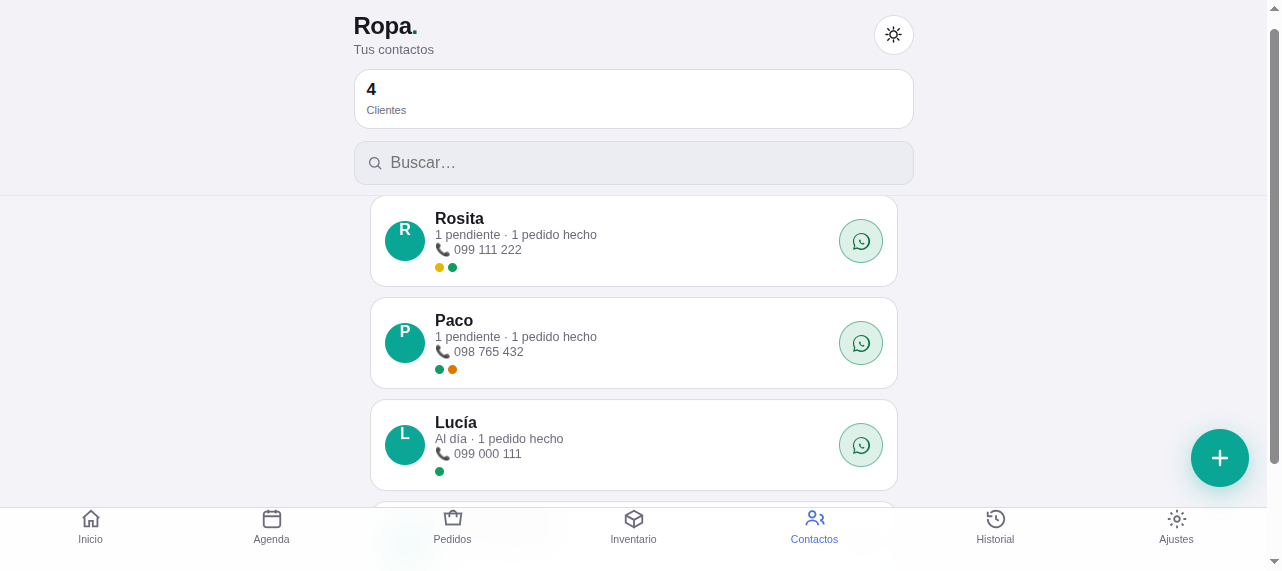 Ropa.
Tus contactos
4
Clientes
Buscar…
R
Rosita
1 pendiente · 1 pedido hecho
📞 099 111 222
P
Paco
1 pendiente · 1 pedido hecho
📞 098 765 432
L
Lucía
Al día · 1 pedido hecho
📞 099 000 111
Inicio
Agenda
Pedidos
Inventario
Contactos
Historial
Ajustes